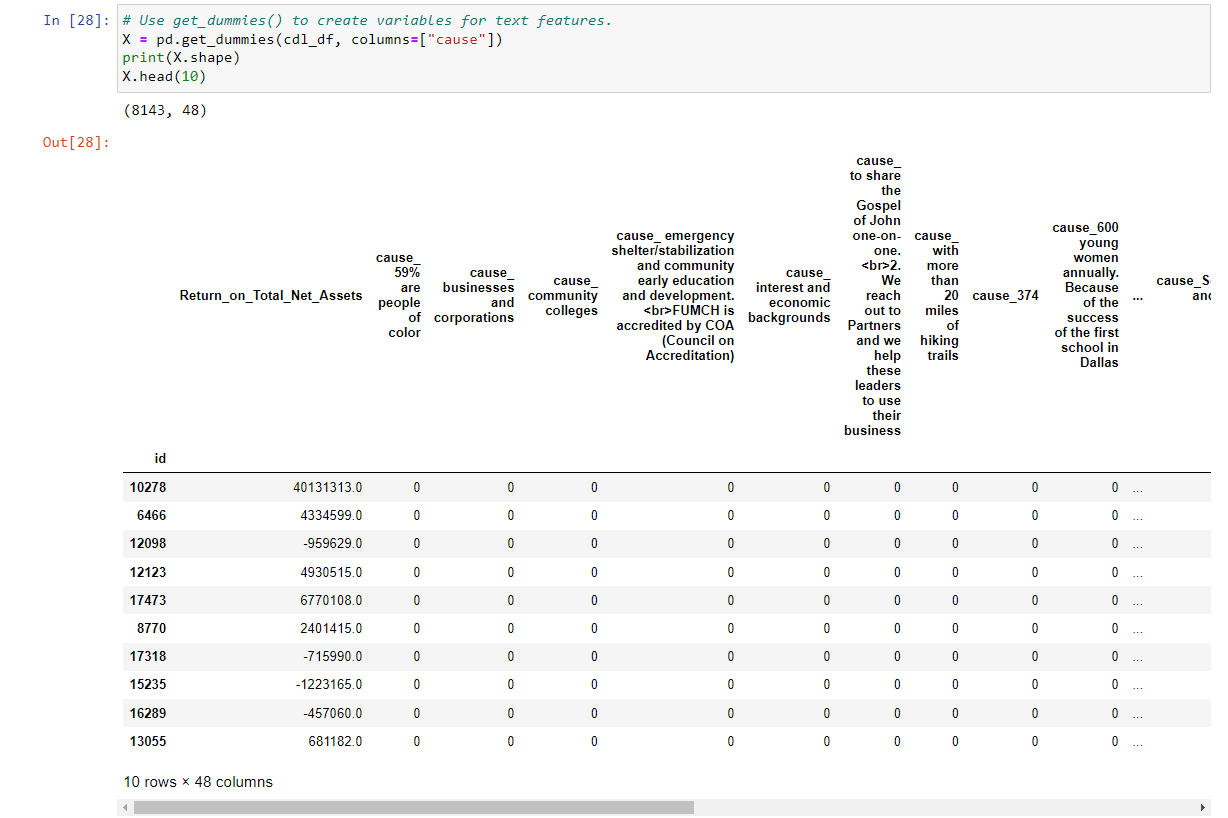 In [28]: # Use get_dummies() to create variables for text features.
X = pd.get_dummies(cdl_df, columns=["cause"])
print(X.shape)
X.head(10)
(8143, 48)
Out[28]:
Return_on_Total_Net_Assets
cause_
59%
are
people
of
color
cause_
businesses
and
corporations
cause_
community
colleges
cause_ emergency
shelter/stabilization
and community
early education
and development.
<br>FUMCH is
accredited by COA
(Council on
Accreditation)
cause_
interest and
economic
backgrounds
cause_
to share
the
Gospel
of John
one-on-
one.
<br>2.
We
reach
out to
Partners
and we
help
these
leaders
to use
their
business
cause_
with
more
than
20
miles
of
hiking
trails
cause_374
cause_600
young
women
annually.
Because
of the
success
of the first
school in
Dallas
...
cause_S
and
id
10278 40131313.0 0 0 0 0 0 0 0 0 0 ...
6466 4334599.0 0 0 0 0 0 0 0 0 0 ...
12098 -959629.0 0 0 0 0 0 0 0 0 0 ...
12123 4930515.0 0 0 0 0 0 0 0 0 0 ...
17473 6770108.0 0 0 0 0 0 0 0 0 0 ...
8770 2401415.0 0 0 0 0 0 0 0 0 0 ...
17318 -715990.0 0 0 0 0 0 0 0 0 0 ...
15235 -1223165.0 0 0 0 0 0 0 0 0 0 ...
16289 -457060.0 0 0 0 0 0 0 0 0 0 ...
13055 681182.0 0 0 0 0 0 0 0 0 0 ...
10 rows × 48 columns